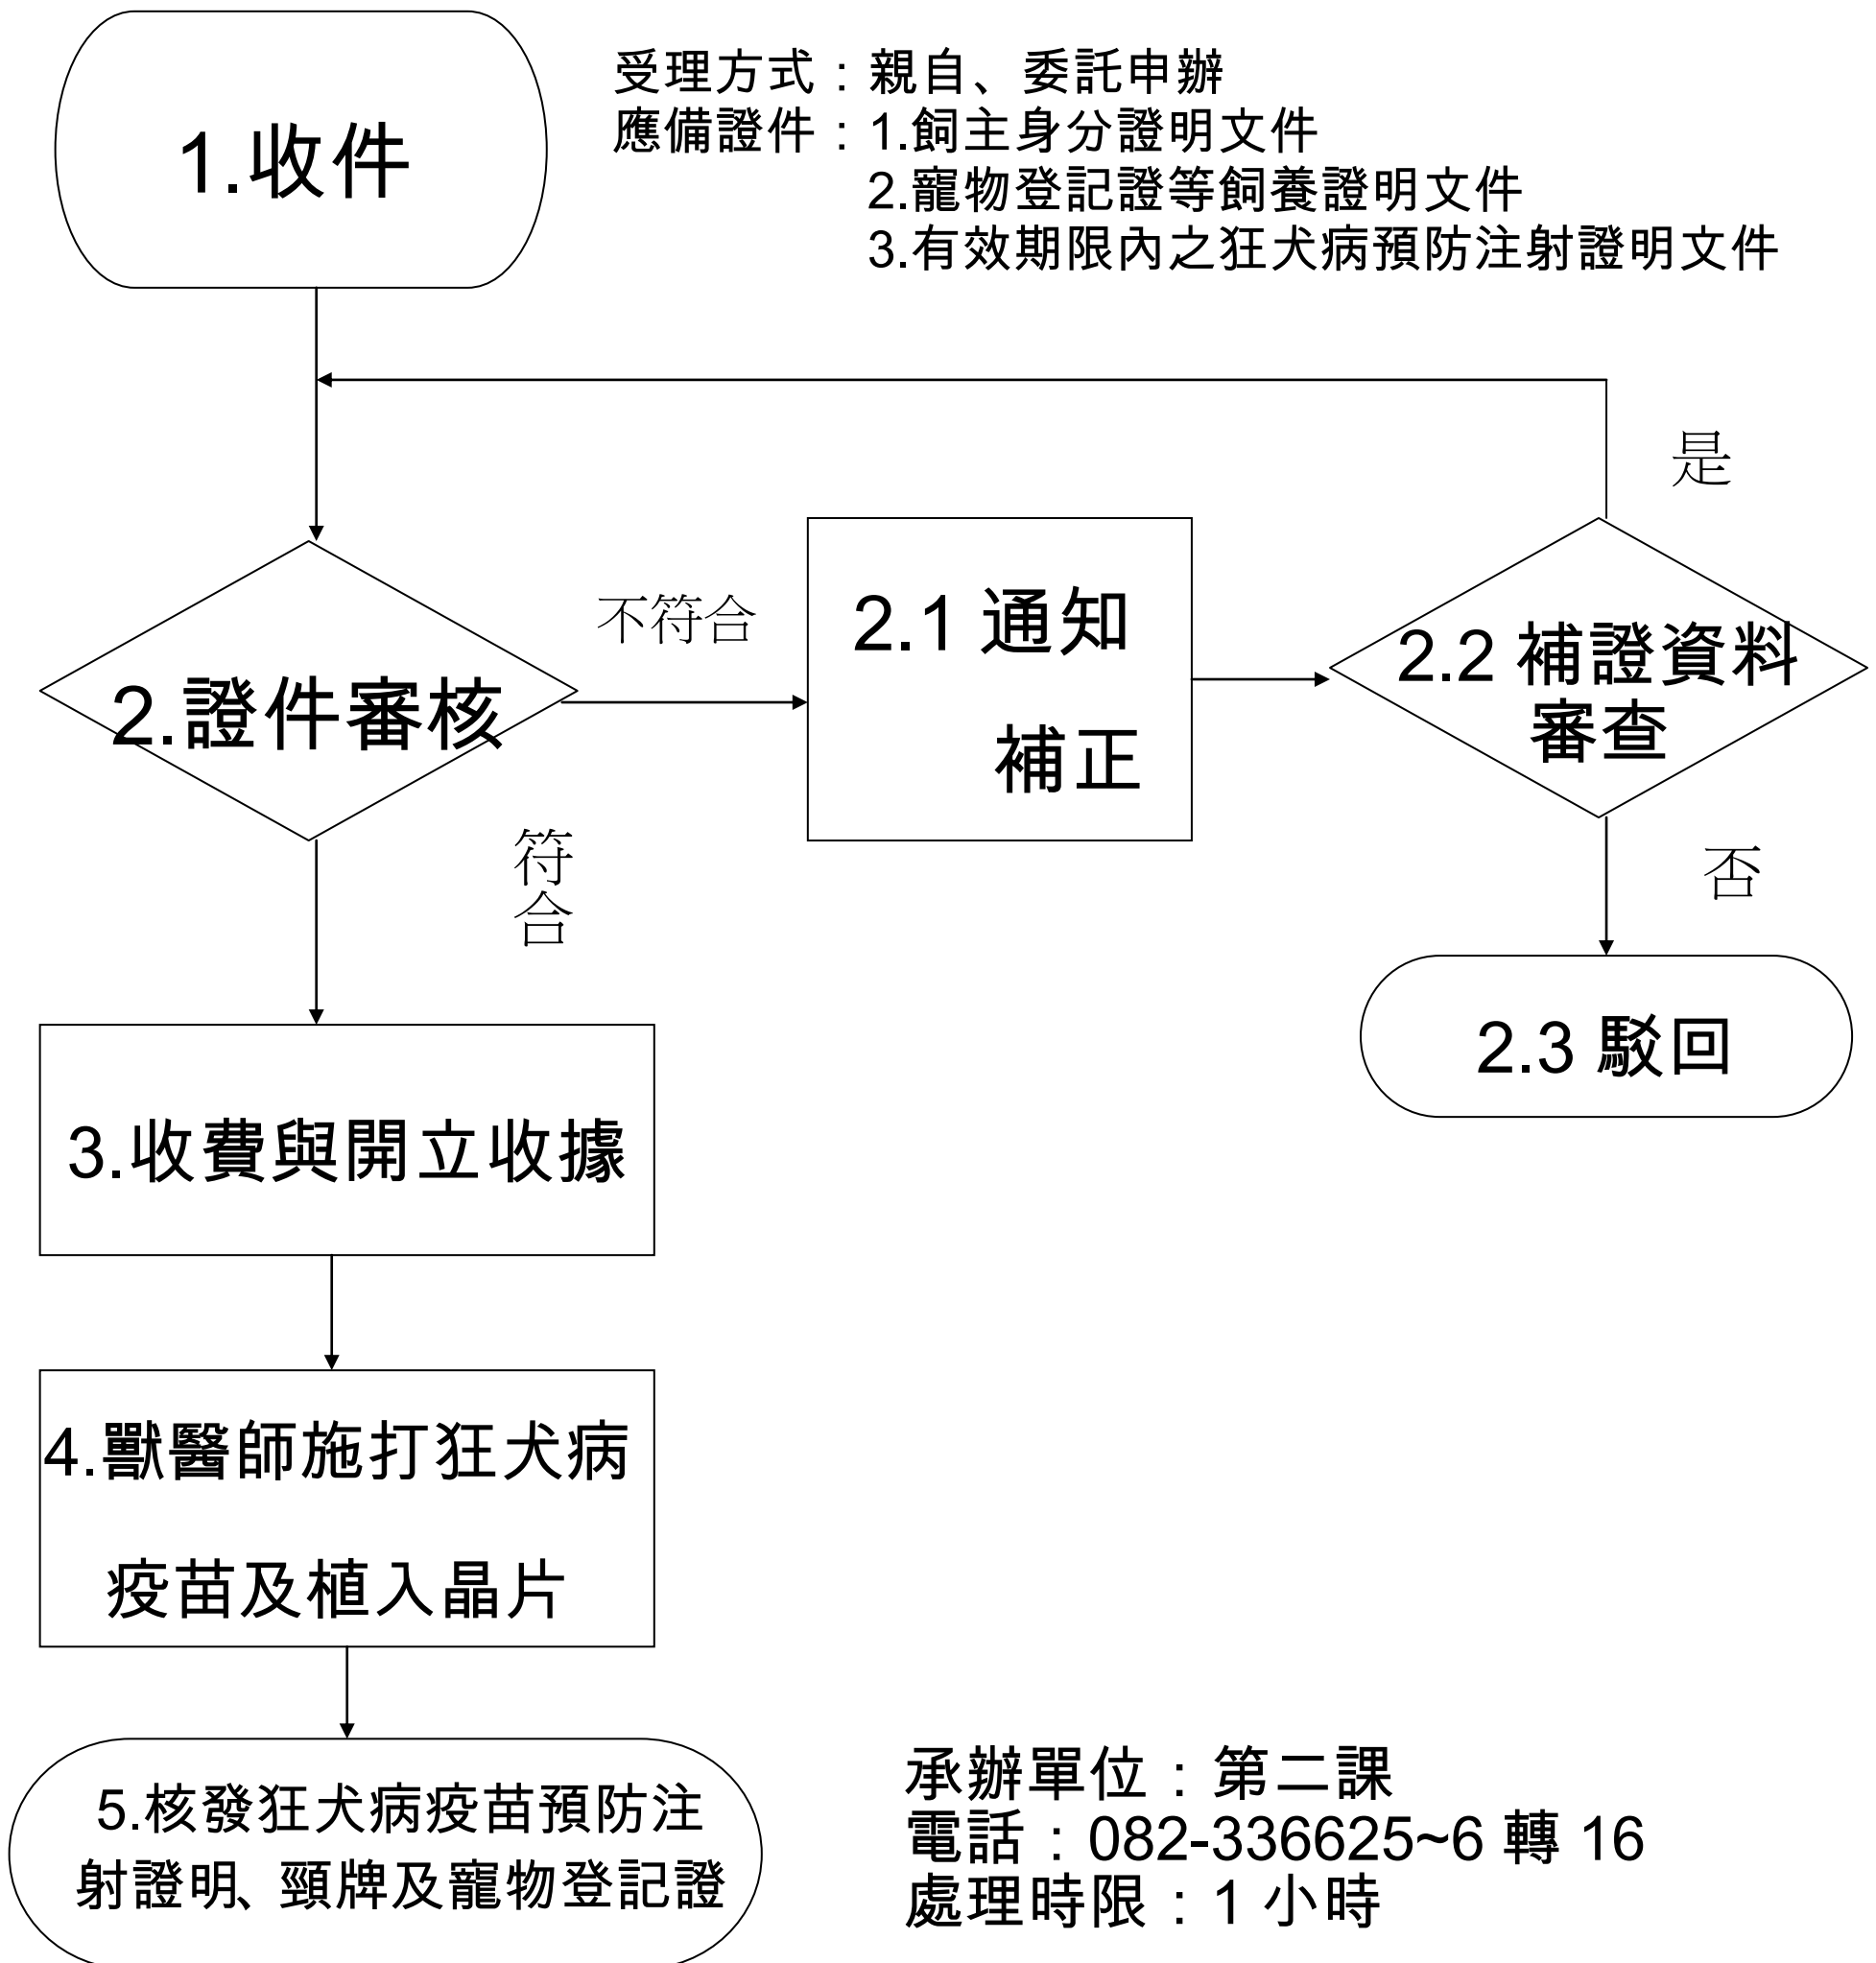 1.收件
受理方式：親自、委託申辦
應備證件：1.飼主身分證明文件
2.寵物登記證等飼養證明文件
3.有效期限內之狂犬病預防注射證明文件
是
不符合
2.1 通知
補正
2.2 補證資料
審查
2.證件審核
符
合
否
2.3 駁回
3.收費與開立收據
4.獸醫師施打狂犬病
疫苗及植入晶片
5.核發狂犬病疫苗預防注
射證明、頸牌及寵物登記證
承辦單位：第二課
電話：082-336625~6 轉 16
處理時限：1 小時